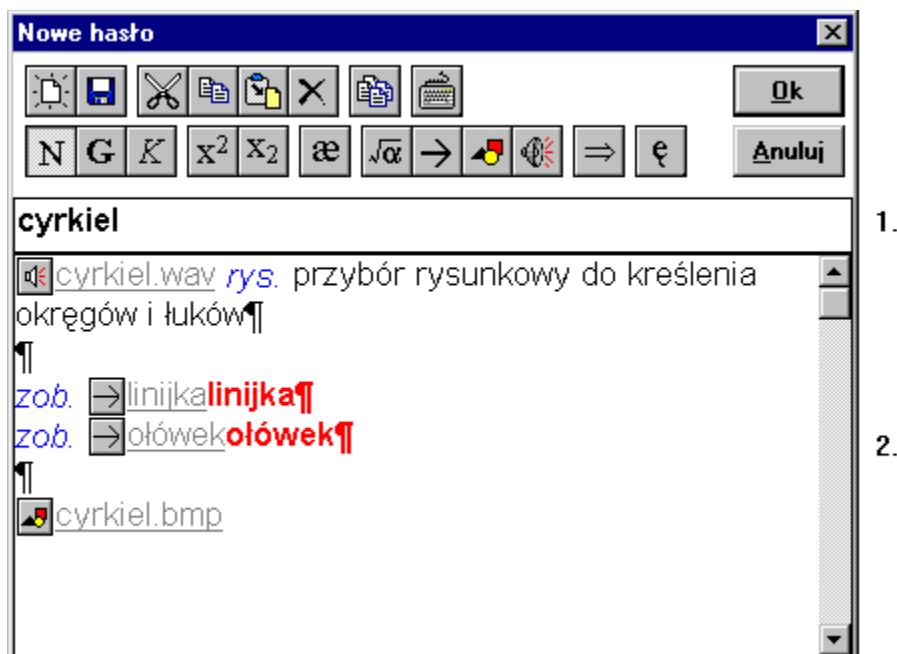 Nowe hasło
Ok
N G K x² x₂ æ √α → ⇒ ę
Anuluj
cyrkiel
1.
cyrkiel.wav rys. przybór rysunkowy do kreślenia
okręgów i łuków¶
¶
zob. →linijkalinijka¶
zob. →ołówekołówek¶
2.
¶
cyrkiel.bmp